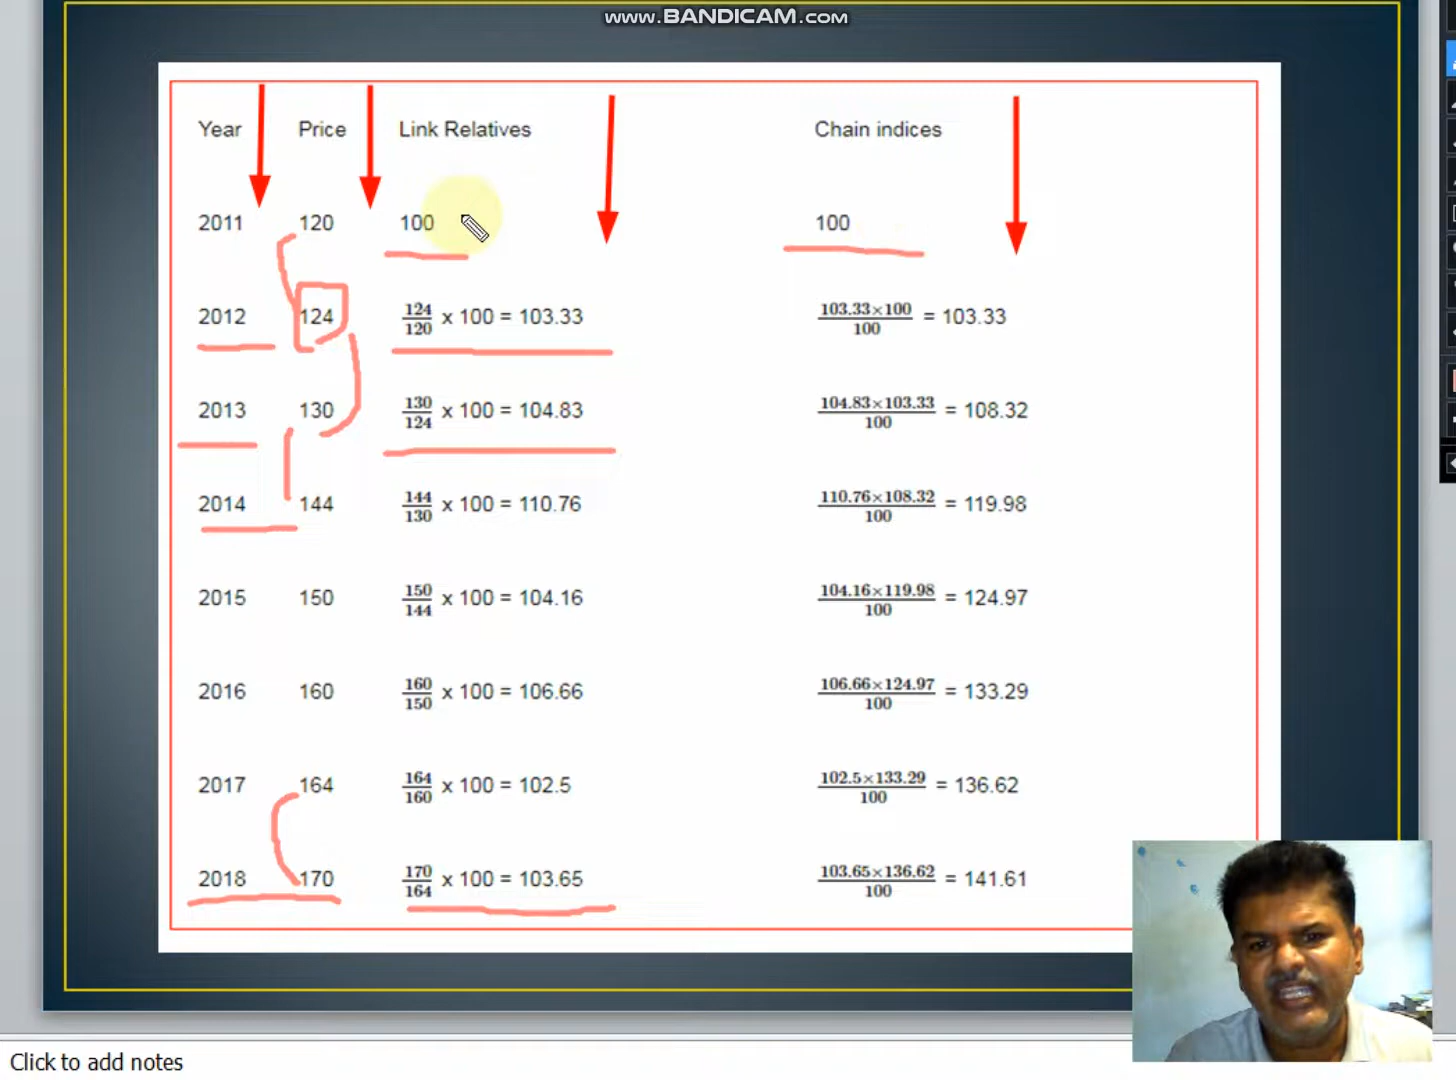 www.BANDICAM.com
Year Price Link Relatives Chain indices
2011 120 100 100
2012 124 124/120 x 100 = 103.33 103.33×100/100 = 103.33
2013 130 130/124 x 100 = 104.83 104.83×103.33/100 = 108.32
2014 144 144/130 x 100 = 110.76 110.76×108.32/100 = 119.98
2015 150 150/144 x 100 = 104.16 104.16×119.98/100 = 124.97
2016 160 160/150 x 100 = 106.66 106.66×124.97/100 = 133.29
2017 164 164/160 x 100 = 102.5 102.5×133.29/100 = 136.62
2018 170 170/164 x 100 = 103.65 103.65×136.62/100 = 141.61
Click to add notes